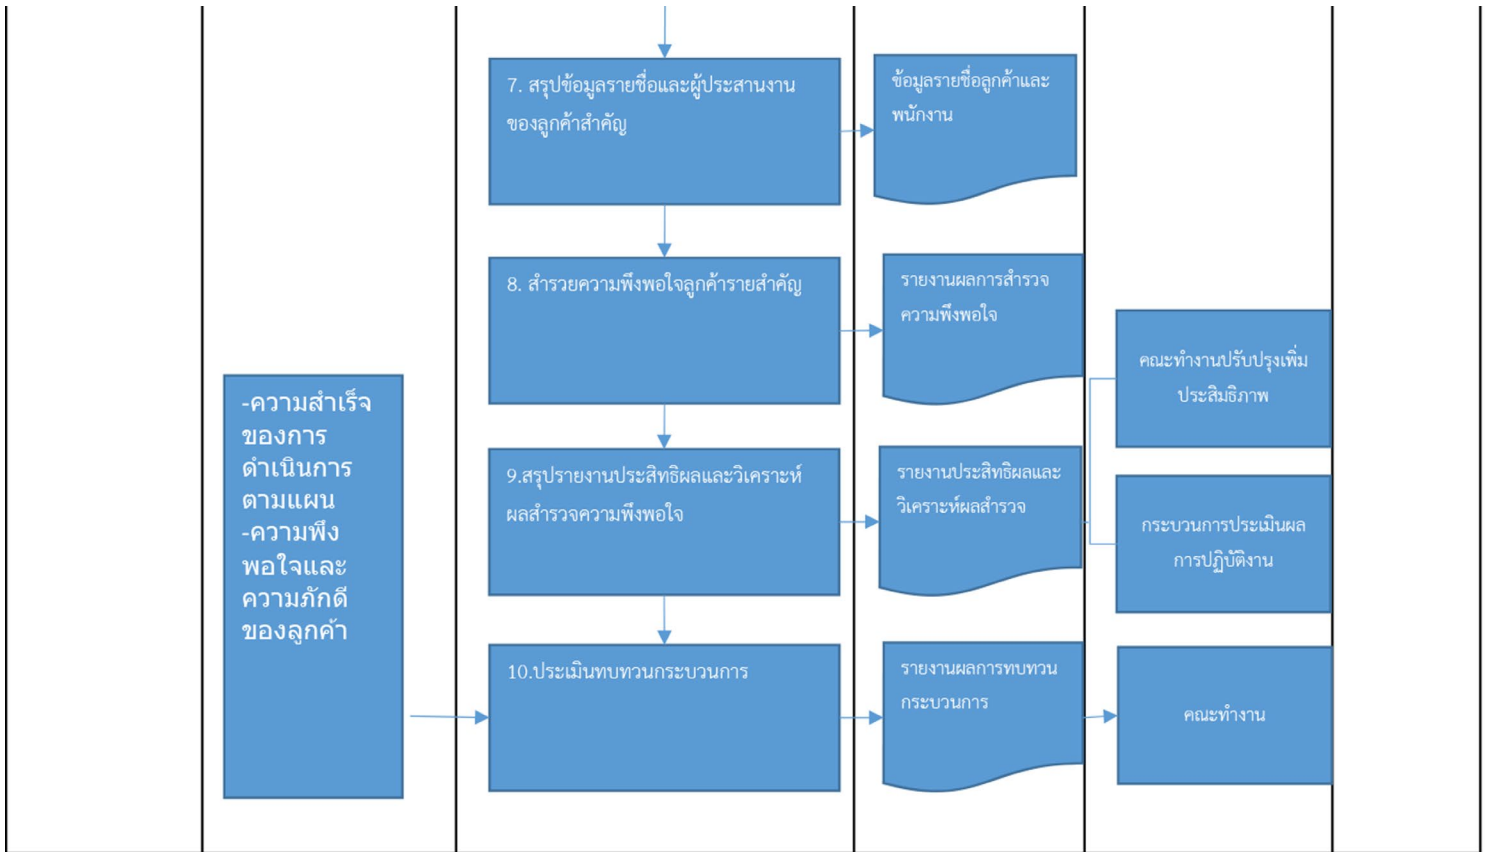 7. สรุปข้อมูลรายชื่อและผู้ประสานงาน
ของลูกค้าสำคัญ
ข้อมูลรายชื่อลูกค้าและ
พนักงาน
8. สำรวยความพึงพอใจลูกค้ารายสำคัญ
รายงานผลการสำรวจ
ความพึงพอใจ
คณะทำงานปรับปรุงเพิ่ม
ประสิมธิภาพ
-ความสำเร็จ
ของการ
ดำเนินการ
ตามแผน
-ความพึง
พอใจและ
ความภักดี
ของลูกค้า
9.สรุปรายงานประสิทธิผลและวิเคราะห์
ผลสำรวจความพึงพอใจ
รายงานประสิทธิผลและ
วิเคราะห์ผลสำรวจ
กระบวนการประเมินผล
การปฏิบัติงาน
10.ประเมินทบทวนกระบวนการ
รายงานผลการทบทวน
กระบวนการ
คณะทำงาน